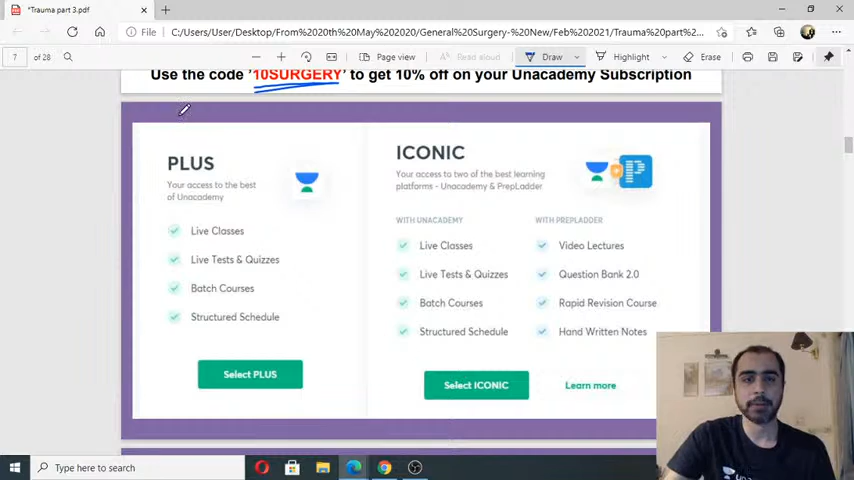 *Trauma part 3.pdf
File
C:/Users/User/Desktop/From%20th%20May%202020/General%20Surgery-%20New/Feb%202021/Trauma%20part%...
7 of 28
Page view
Read aloud
Draw
Highlight
Erase
Use the code '10SURGERY' to get 10% off on your Unacademy Subscription
PLUS
Your access to the best
of Unacademy
Live Classes
Live Tests & Quizzes
Batch Courses
Structured Schedule
Select PLUS
ICONIC
Your access to two of the best learning
platforms - Unacademy & PrepLadder
WITH UNACADEMY
Live Classes
Live Tests & Quizzes
Batch Courses
Structured Schedule
WITH PREPLADDER
Video Lectures
Question Bank 2.0
Rapid Revision Course
Hand Written Notes
Select ICONIC
Learn more
Type here to search